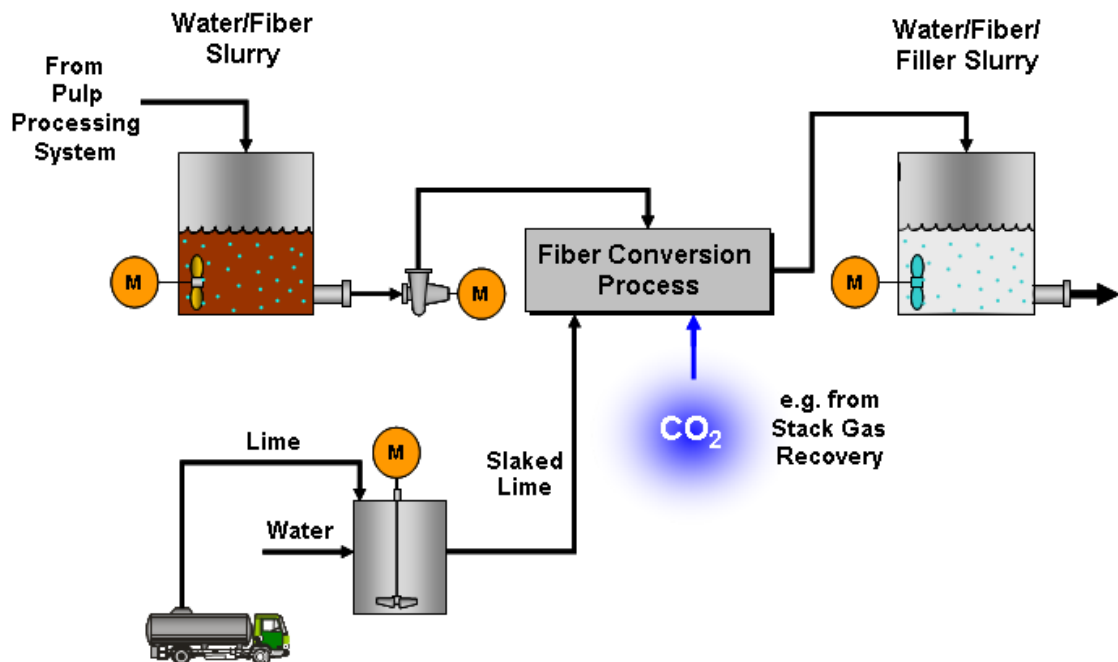 Water/Fiber
Slurry
From
Pulp
Processing
System
M
M
Fiber Conversion
Process
Water/Fiber/
Filler Slurry
M
CO₂
e.g. from
Stack Gas
Recovery
Slaked
Lime
Lime
M
Water